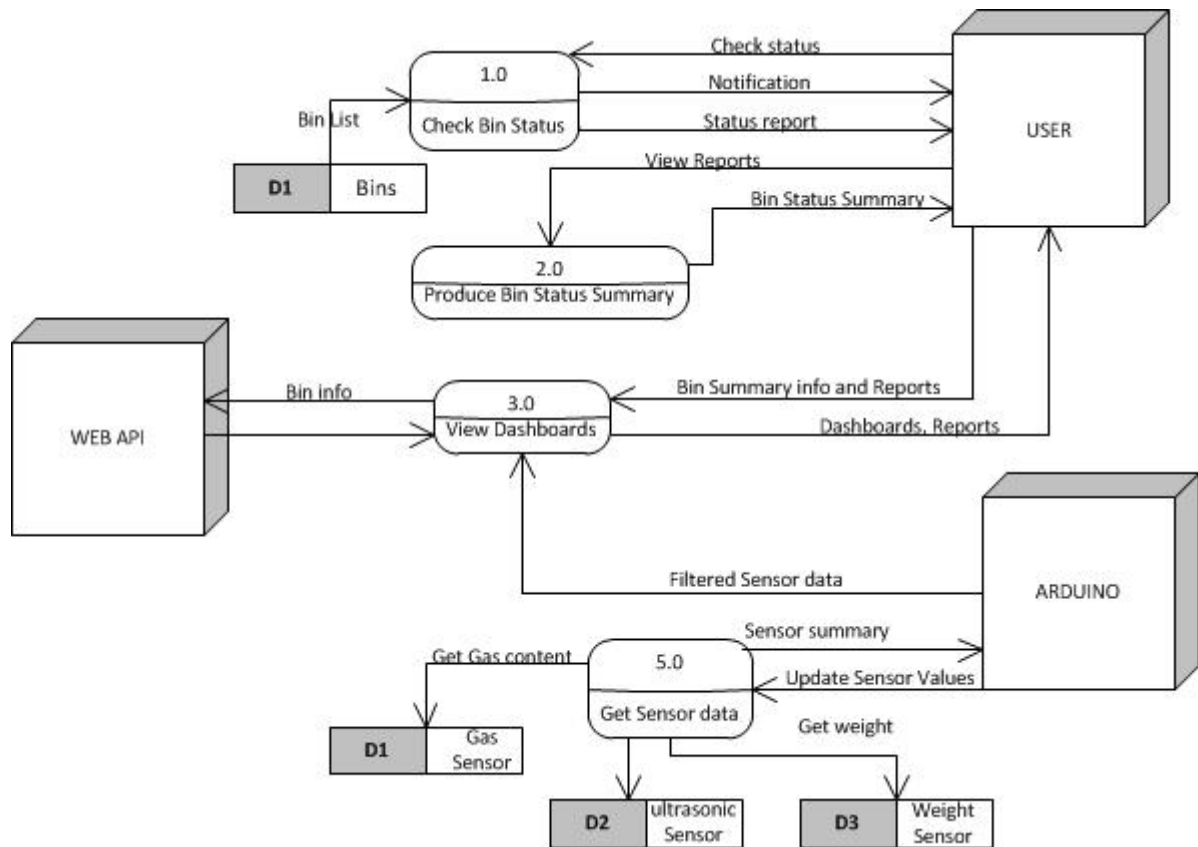 Check status
1.0
Notification
Bin List
Check Bin Status
Status report
USER
View Reports
D1
Bins
Bin Status Summary
2.0
Produce Bin Status Summary
Bin info
Bin Summary info and Reports
3.0
WEB API
View Dashboards
Dashboards, Reports
Filtered Sensor data
ARDUINO
Sensor summary
Get Gas content
5.0
Update Sensor Values
Get Sensor data
Get weight
D1
Gas
Sensor
D2
ultrasonic
Sensor
D3
Weight
Sensor